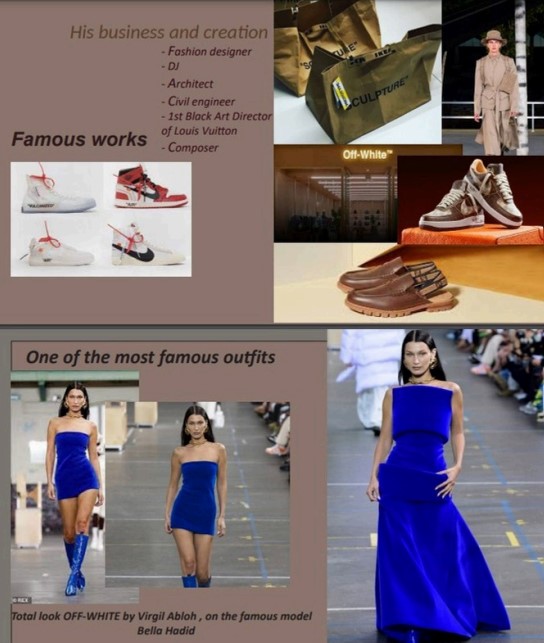 His business and creation
- Fashion designer
- DJ
- Architect
- Civil engineer
- 1st Black Art Director
of Louis Vuitton
- Composer
Famous works
"SCULPTURE"
Off-White™
One of the most famous outfits
Total look OFF-WHITE by Virgil Abloh , on the famous model
Bella Hadid